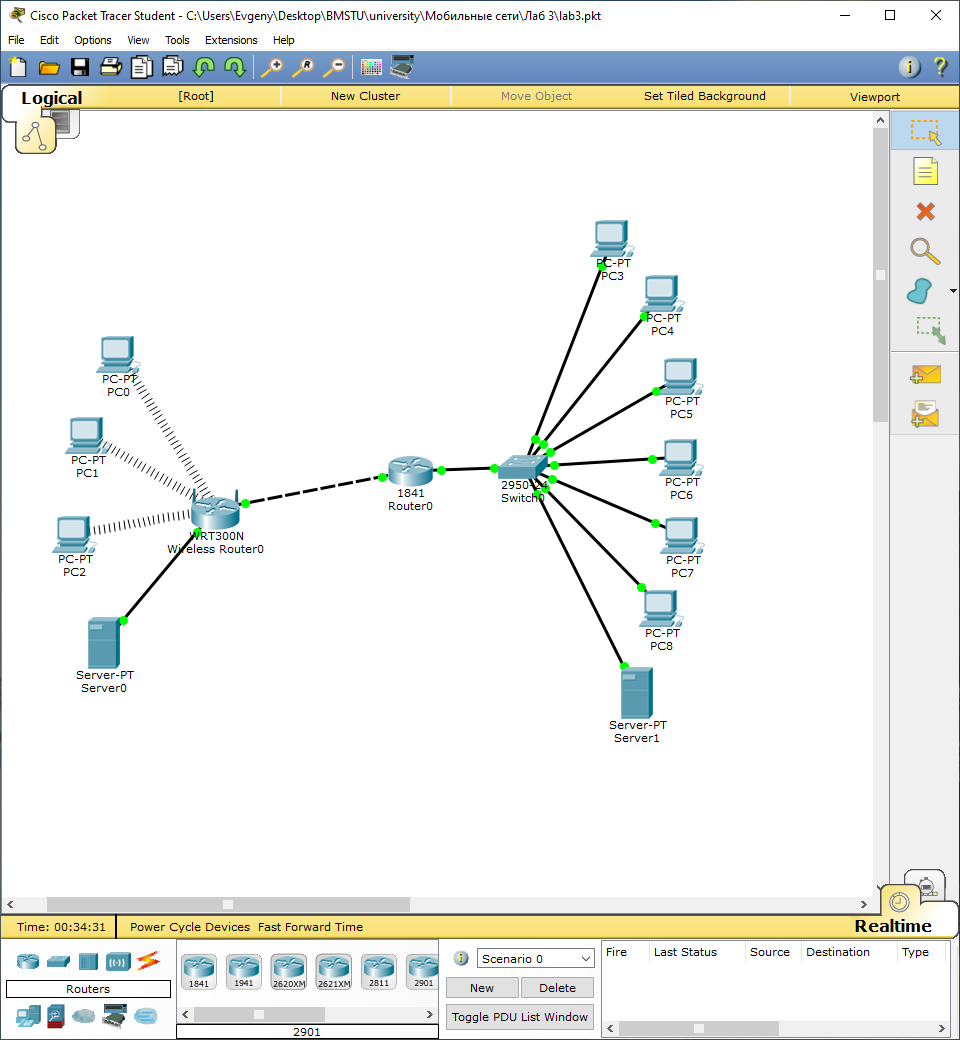 Cisco Packet Tracer Student - C:\Users\Evgeny\Desktop\BMSTU\university\Мобильные сети\Лаб 3\lab3.pkt
File Edit Options View Tools Extensions Help
Logical [Root] New Cluster Move Object Set Tiled Background Viewport
PC-PT
PC3
PC-PT
PC4
PC-PT
PC0
PC-PT
PC5
PC-PT
PC1
PC-PT
PC6
1841
Router0
2950-24
Switch0
WRT300N
Wireless Router0
PC-PT
PC2
PC-PT
PC7
PC-PT
PC8
Server-PT
Server0
Server-PT
Server1
Time: 00:34:31 Power Cycle Devices Fast Forward Time Realtime
Routers
1841 1941 2620XM 2621XM 2811 2901
2901
Scenario 0
New Delete
Toggle PDU List Window
Fire Last Status Source Destination Type